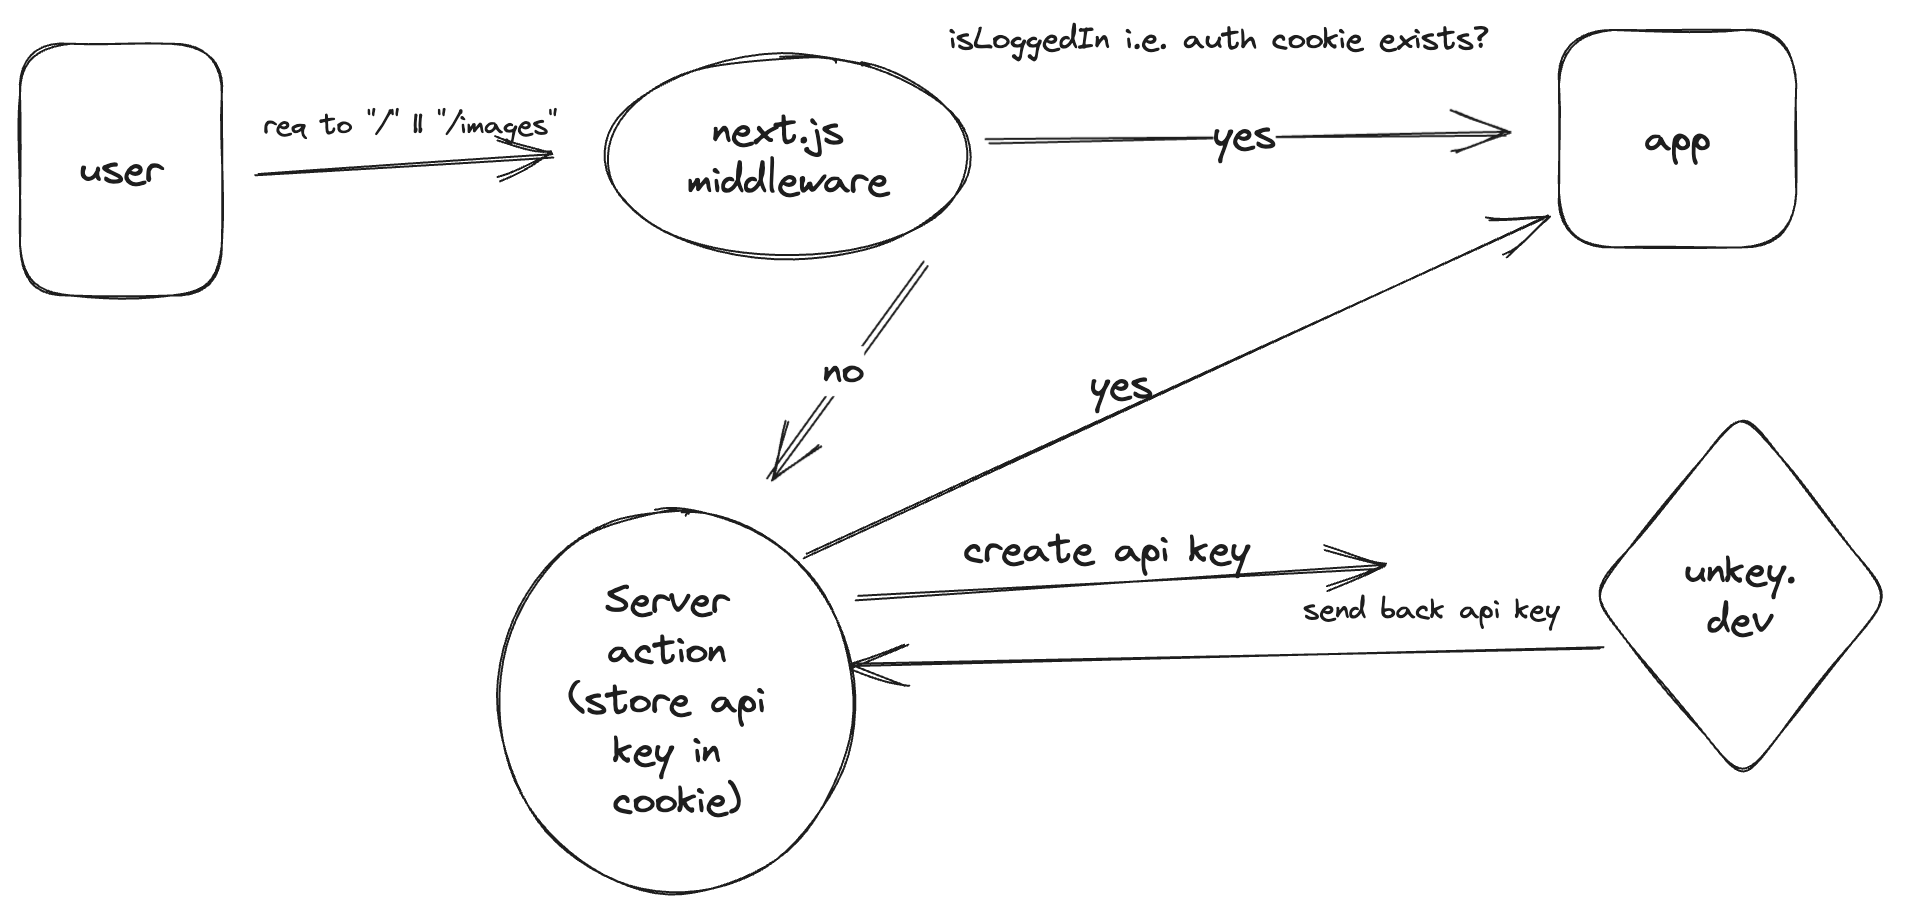 isLoggedIn i.e. auth cookie exists?
user
req to "/" || "/images"
next.js
middleware
yes
app
no
yes
create api key
send back api key
unkey.
dev
Server
action
(store api
key in
cookie)